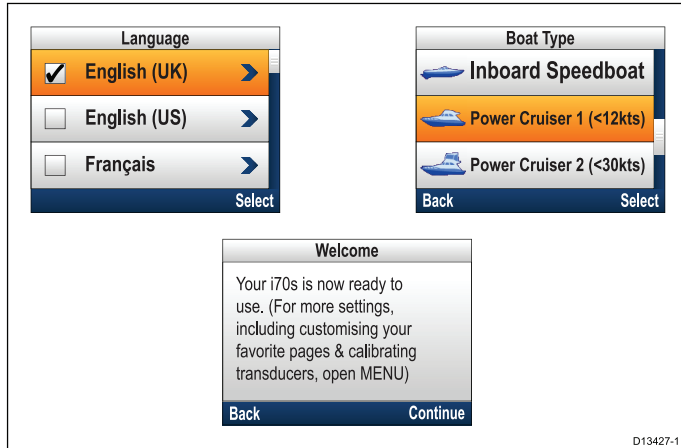 Language
English (UK)
English (US)
Français
Select
Boat Type
Inboard Speedboat
Power Cruiser 1 (<12kts)
Power Cruiser 2 (<30kts)
Back Select
Welcome
Your i70s is now ready to
use. (For more settings,
including customising your
favorite pages & calibrating
transducers, open MENU)
Back Continue
D13427-1